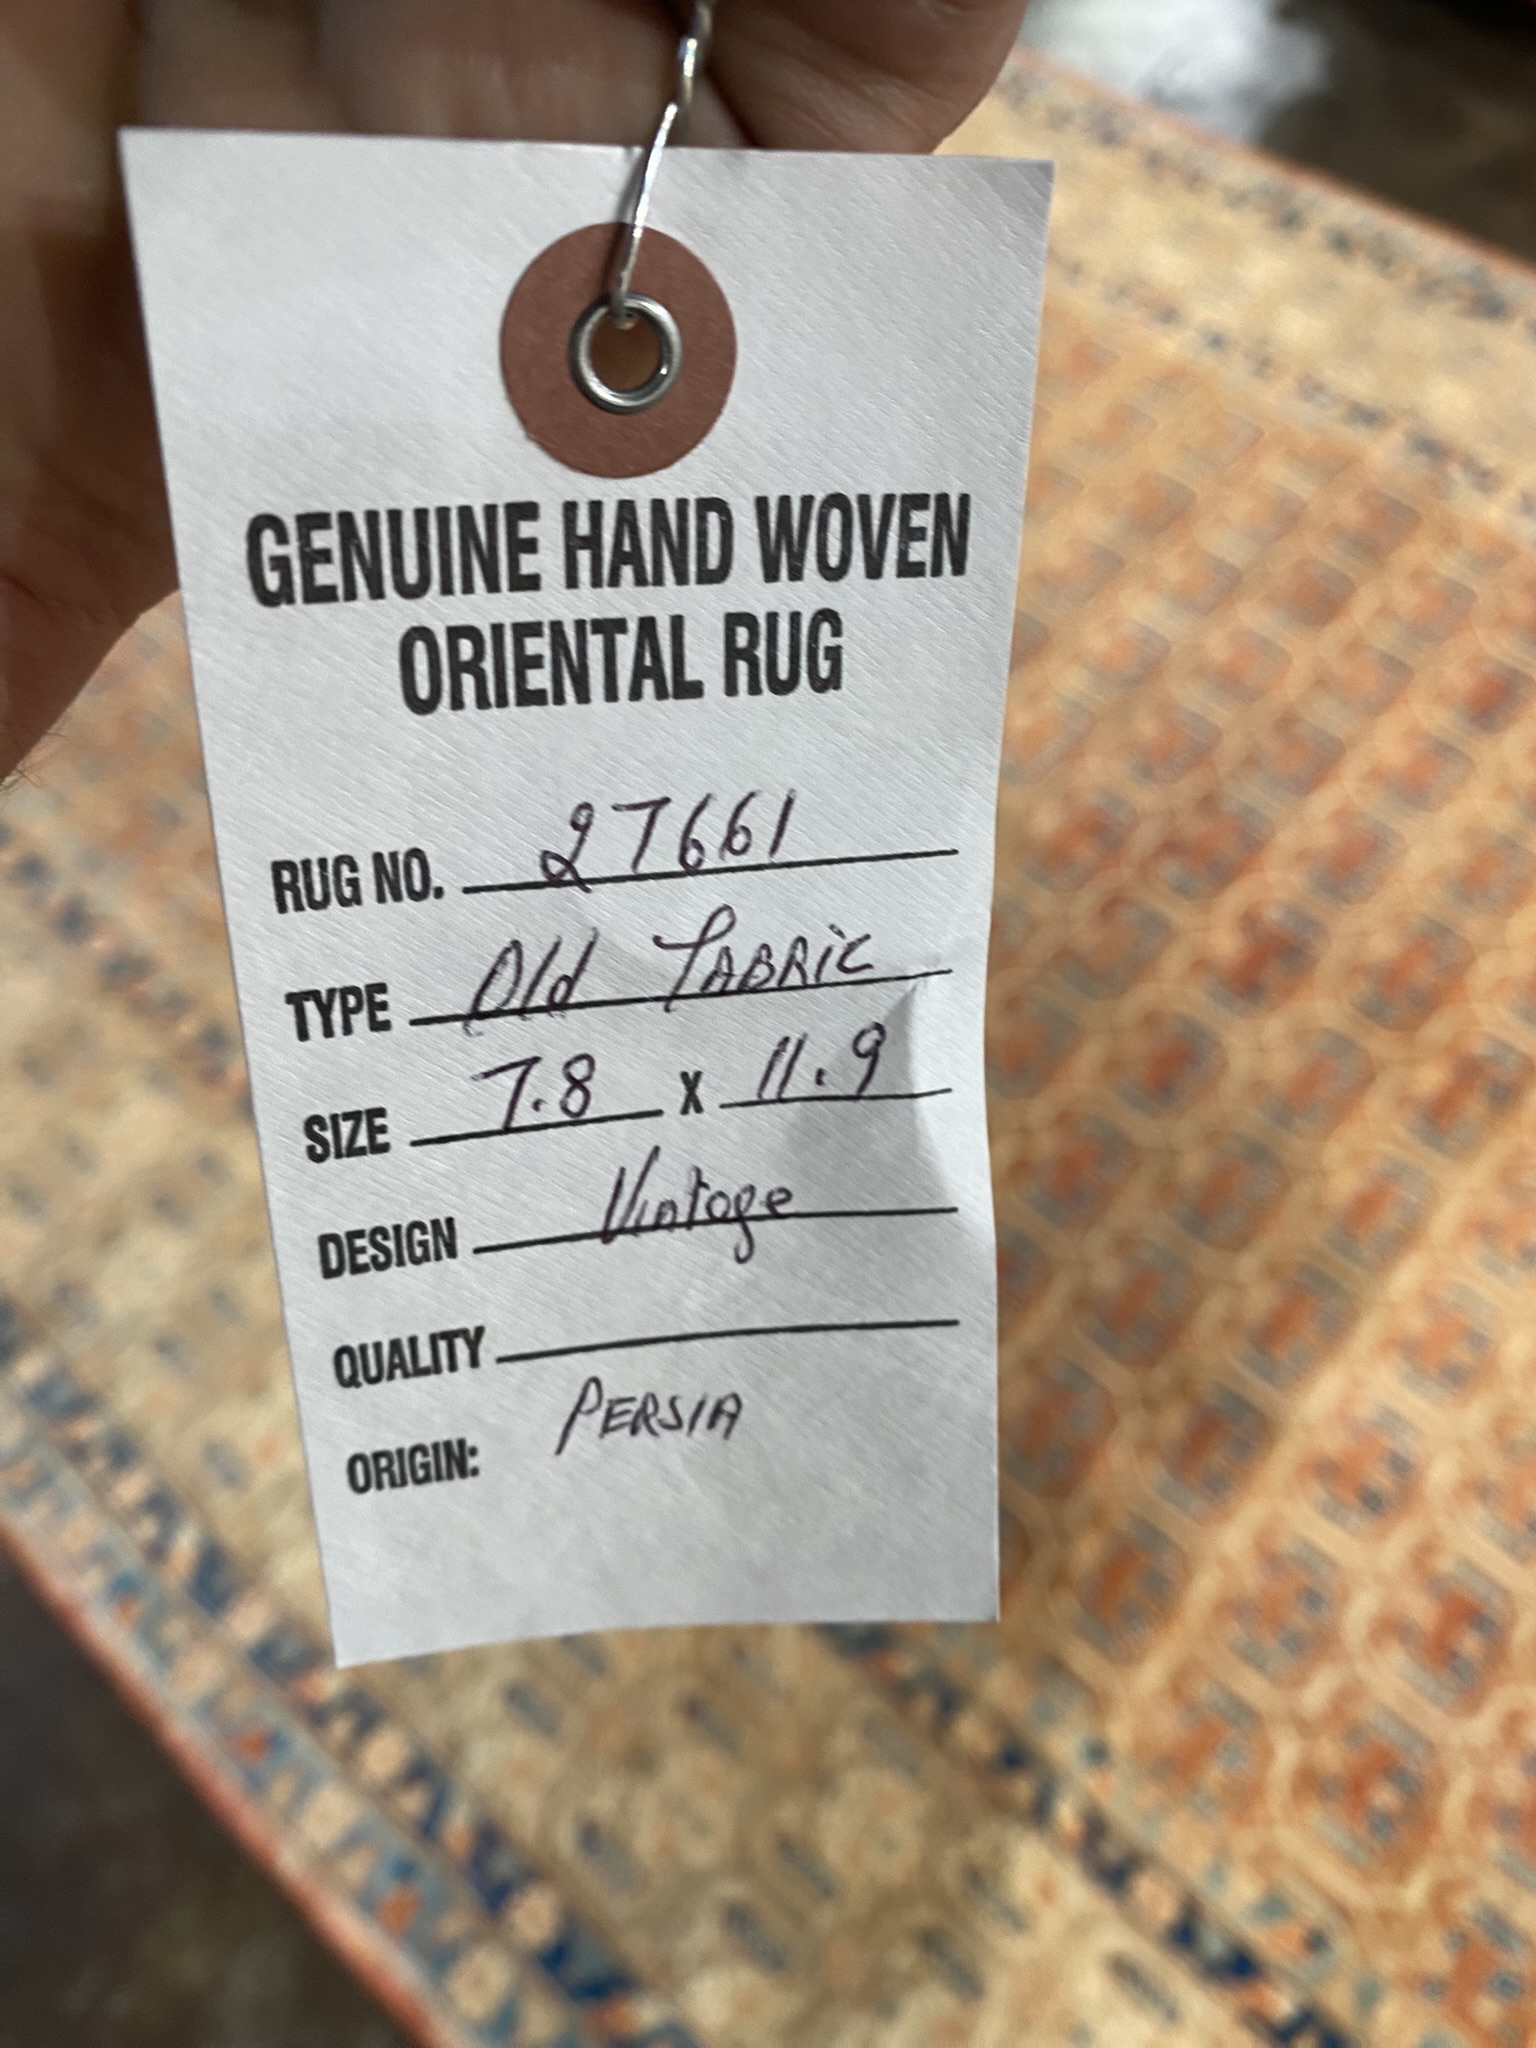 GENUINE HAND WOVEN
ORIENTAL RUG
RUG NO. 27661
TYPE Old FABRIC
SIZE 7.8 X 11.9
DESIGN Vintage
QUALITY
ORIGIN: PERSIA